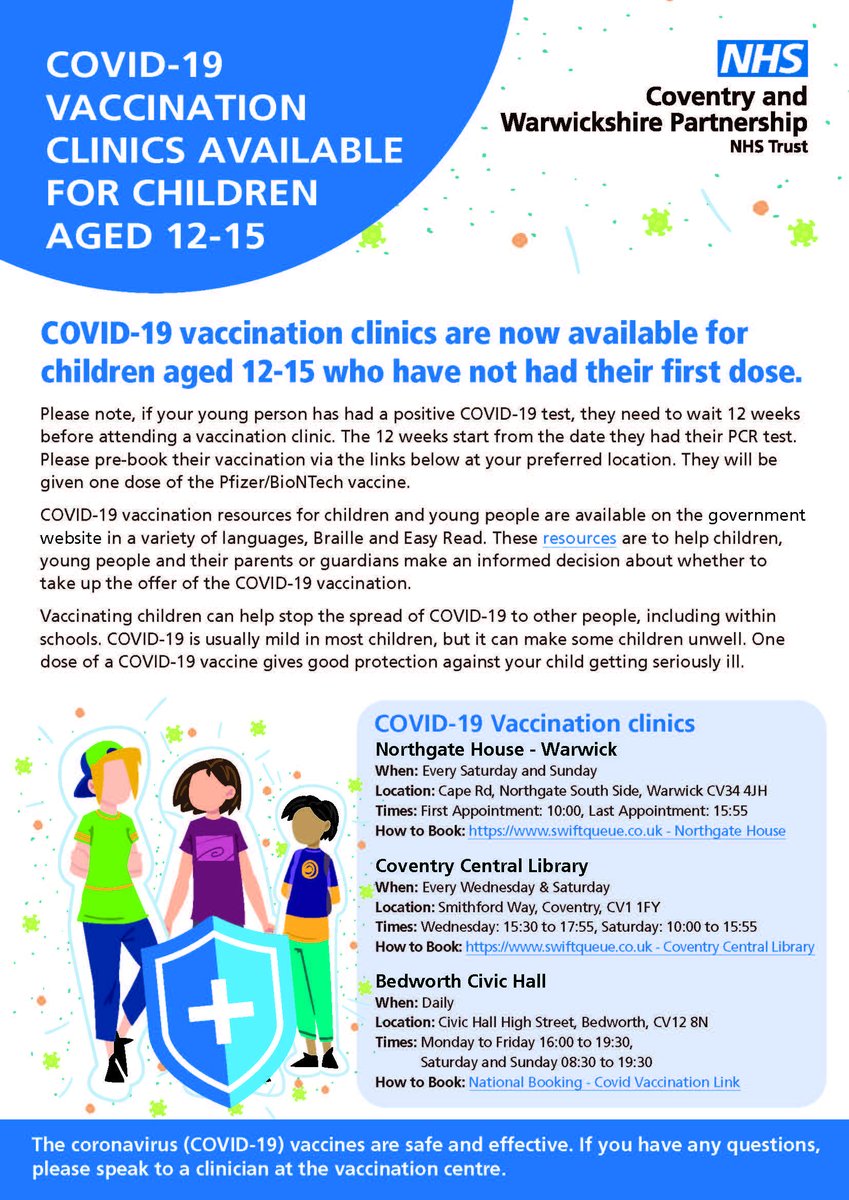 COVID-19
VACCINATION
CLINICS AVAILABLE
FOR CHILDREN
AGED 12-15
NHS
Coventry and
Warwickshire Partnership
NHS Trust
COVID-19 vaccination clinics are now available for
children aged 12-15 who have not had their first dose.
Please note, if your young person has had a positive COVID-19 test, they need to wait 12 weeks
before attending a vaccination clinic. The 12 weeks start from the date they had their PCR test.
Please pre-book their vaccination via the links below at your preferred location. They will be
given one dose of the Pfizer/BioNTech vaccine.
COVID-19 vaccination resources for children and young people are available on the government
website in a variety of languages, Braille and Easy Read. These resources are to help children,
young people and their parents or guardians make an informed decision about whether to
take up the offer of the COVID-19 vaccination.
Vaccinating children can help stop the spread of COVID-19 to other people, including within
schools. COVID-19 is usually mild in most children, but it can make some children unwell. One
dose of a COVID-19 vaccine gives good protection against your child getting seriously ill.
COVID-19 Vaccination clinics
Northgate House - Warwick
When: Every Saturday and Sunday
Location: Cape Rd, Northgate South Side, Warwick CV34 4JH
Times: First Appointment: 10:00, Last Appointment: 15:55
How to Book: https://www.swiftqueue.co.uk - Northgate House
Coventry Central Library
When: Every Wednesday & Saturday
Location: Smithford Way, Coventry, CV1 1FY
Times: Wednesday: 15:30 to 17:55, Saturday: 10:00 to 15:55
How to Book: https://www.swiftqueue.co.uk - Coventry Central Library
Bedworth Civic Hall
When: Daily
Location: Civic Hall High Street, Bedworth, CV12 8N
Times: Monday to Friday 16:00 to 19:30,
Saturday and Sunday 08:30 to 19:30
How to Book: National Booking - Covid Vaccination Link
The coronavirus (COVID-19) vaccines are safe and effective. If you have any questions,
please speak to a clinician at the vaccination centre.